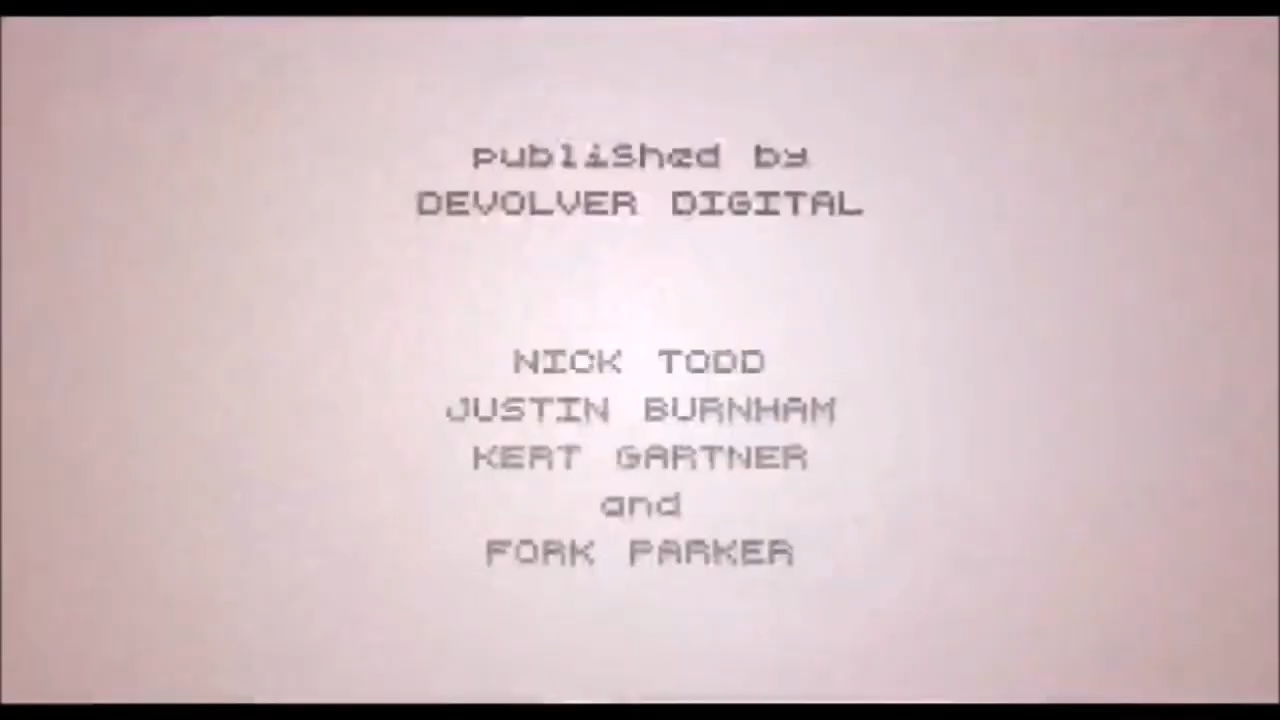 published by
DEVOLVER DIGITAL
NICK TODD
JUSTIN BURNHAM
KERT GARTNER
and
FORK PARKER